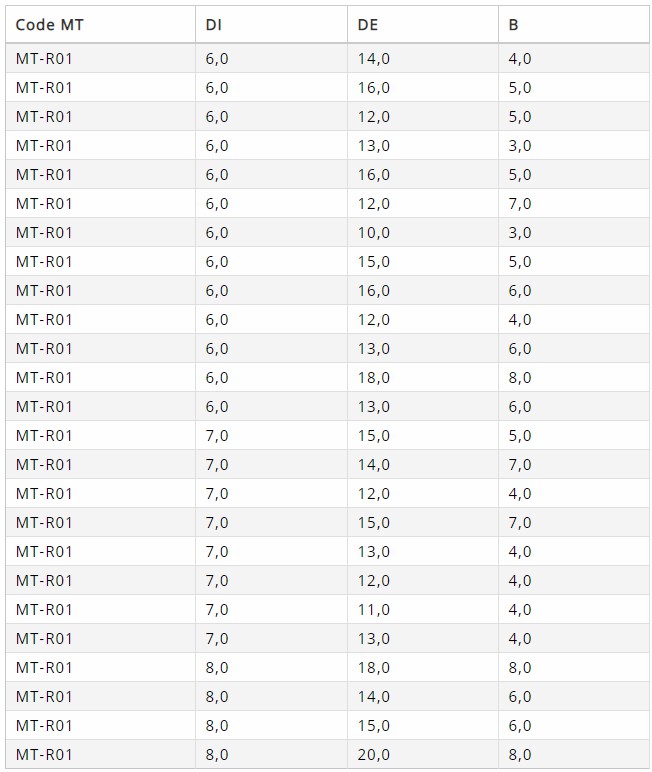 Code MT DI DE B
MT-R01 6,0 14,0 4,0
MT-R01 6,0 16,0 5,0
MT-R01 6,0 12,0 5,0
MT-R01 6,0 13,0 3,0
MT-R01 6,0 16,0 5,0
MT-R01 6,0 12,0 7,0
MT-R01 6,0 10,0 3,0
MT-R01 6,0 15,0 5,0
MT-R01 6,0 16,0 6,0
MT-R01 6,0 12,0 4,0
MT-R01 6,0 13,0 6,0
MT-R01 6,0 18,0 8,0
MT-R01 6,0 13,0 6,0
MT-R01 7,0 15,0 5,0
MT-R01 7,0 14,0 7,0
MT-R01 7,0 12,0 4,0
MT-R01 7,0 15,0 7,0
MT-R01 7,0 13,0 4,0
MT-R01 7,0 12,0 4,0
MT-R01 7,0 11,0 4,0
MT-R01 7,0 13,0 4,0
MT-R01 8,0 18,0 8,0
MT-R01 8,0 14,0 6,0
MT-R01 8,0 15,0 6,0
MT-R01 8,0 20,0 8,0